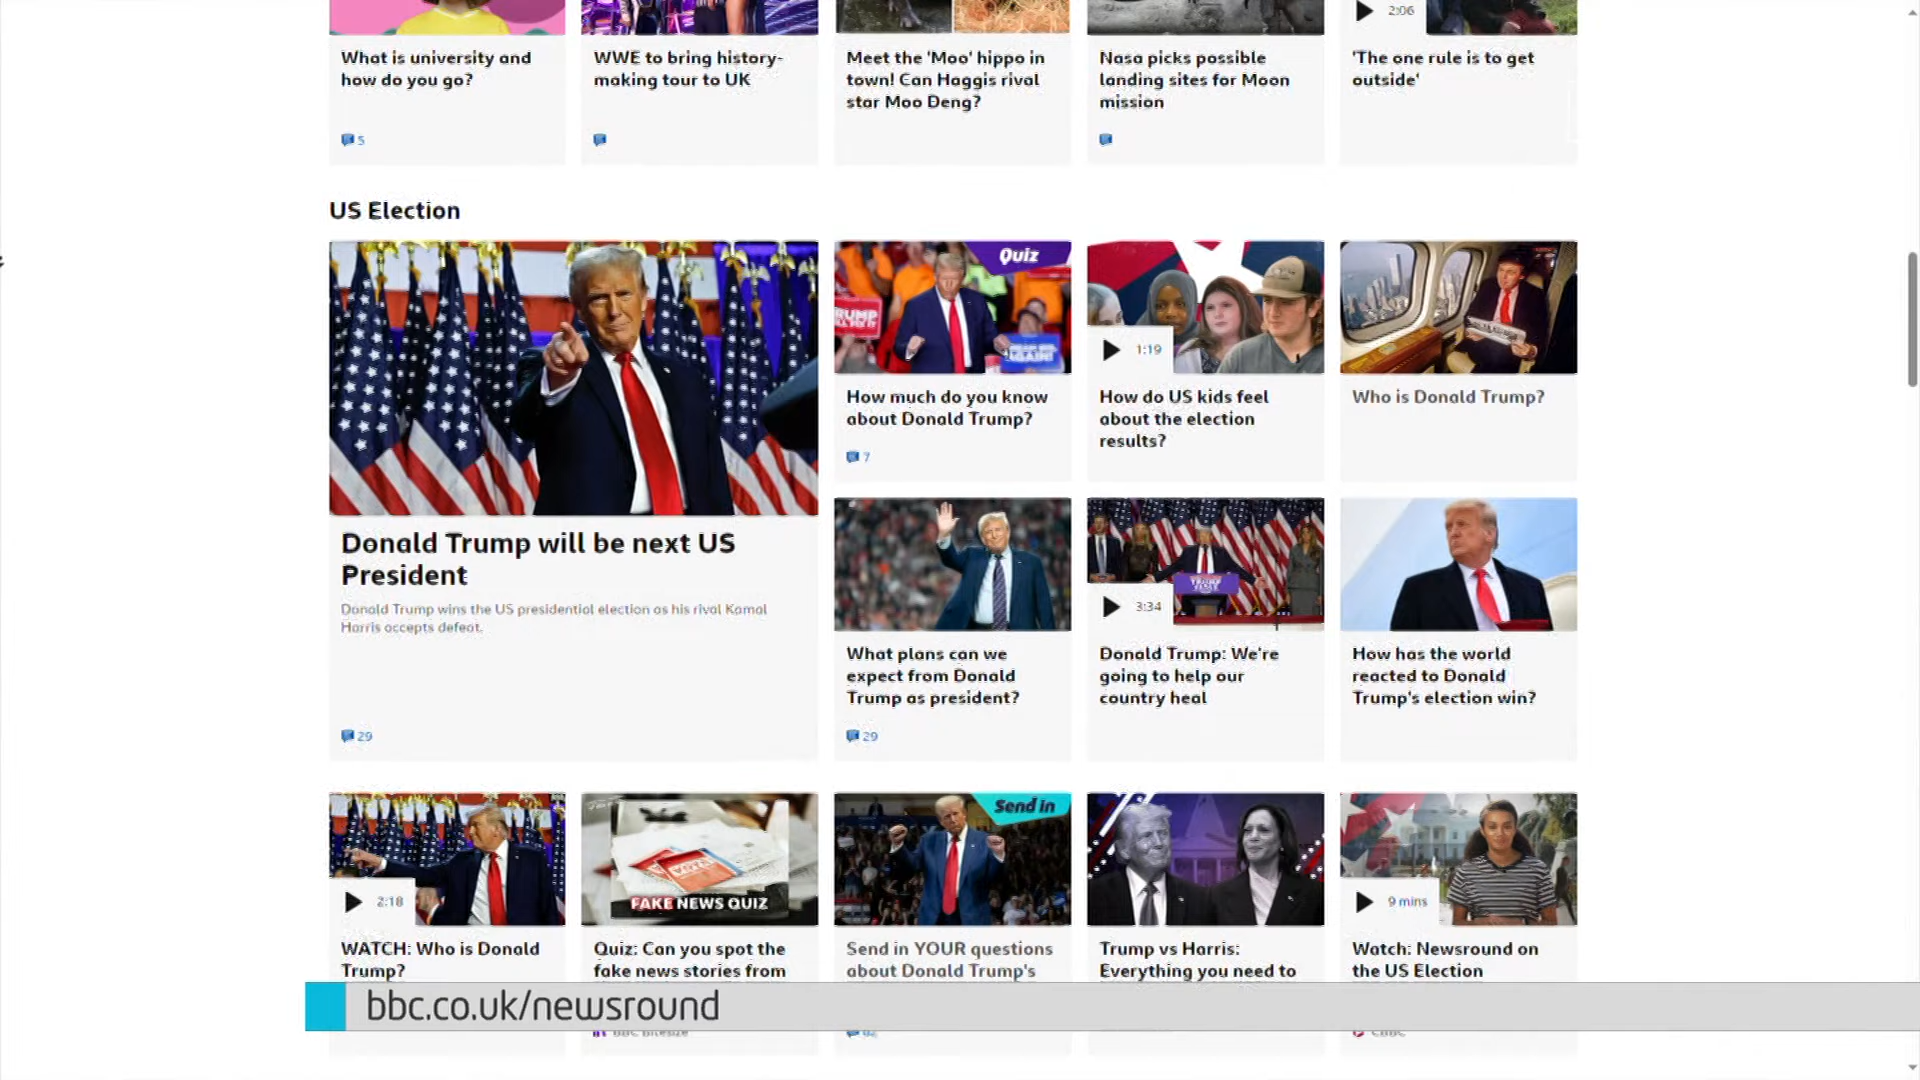 2:06
What is university and
how do you go?
5
WWE to bring history-
making tour to UK
Meet the 'Moo' hippo in
town! Can Haggis rival
star Moo Deng?
Nasa picks possible
landing sites for Moon
mission
'The one rule is to get
outside'
US Election
Donald Trump will be next US
President
Donald Trump wins the US presidential election as his rival Kamal
Harris accepts defeat.
29
Quiz
How much do you know
about Donald Trump?
7
1:19
How do US kids feel
about the election
results?
Who is Donald Trump?
What plans can we
expect from Donald
Trump as president?
29
3:34
Donald Trump: We're
going to help our
country heal
How has the world
reacted to Donald
Trump's election win?
2:18
WATCH: Who is Donald
Trump?
FAKE NEWS QUIZ
Quiz: Can you spot the
fake news stories from
Send in
Send in YOUR questions
about Donald Trump's
Trump vs Harris:
Everything you need to
9 mins
Watch: Newsround on
the US Election
bbc.co.uk/newsround
BBC Bitesize
CBBC